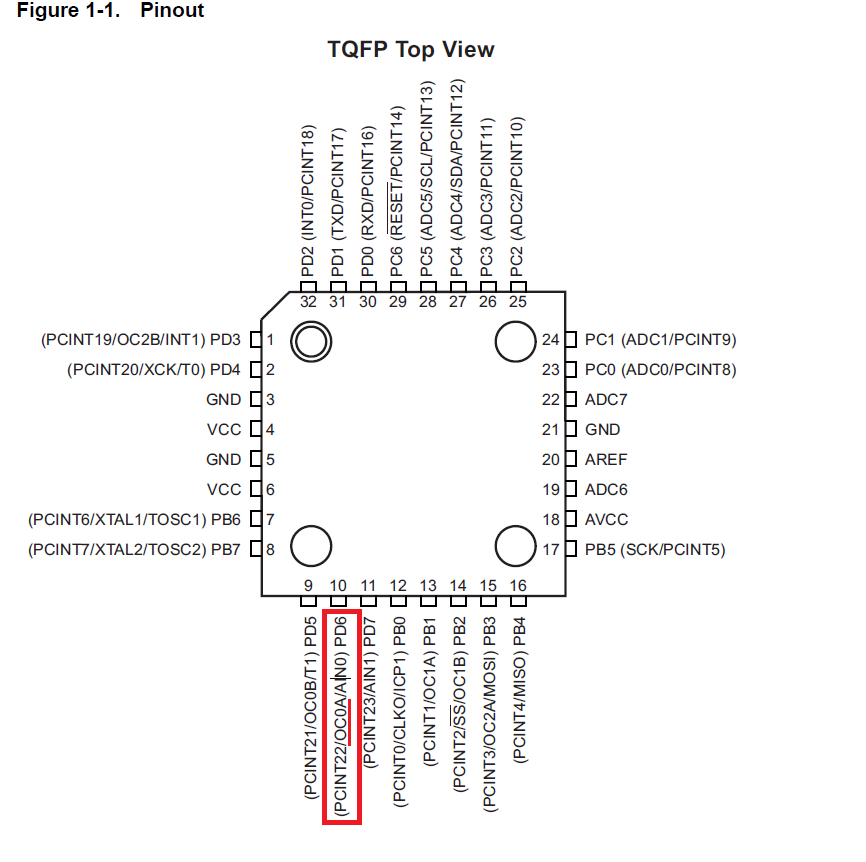 Figure 1-1. Pinout
TQFP Top View
PD2 (INT0/PCINT18)
PD1 (TXD/PCINT17)
PD0 (RXD/PCINT16)
PC6 (RESET/PCINT14)
PC5 (ADC5/SCL/PCINT13)
PC4 (ADC4/SDA/PCINT12)
PC3 (ADC3/PCINT11)
PC2 (ADC2/PCINT10)
32 31 30 29 28 27 26 25
(PCINT19/OC2B/INT1) PD3 1
(PCINT20/XCK/T0) PD4 2
GND 3
VCC 4
GND 5
VCC 6
(PCINT6/XTAL1/TOSC1) PB6 7
(PCINT7/XTAL2/TOSC2) PB7 8
24 PC1 (ADC1/PCINT9)
23 PC0 (ADC0/PCINT8)
22 ADC7
21 GND
20 AREF
19 ADC6
18 AVCC
17 PB5 (SCK/PCINT5)
9 10 11 12 13 14 15 16
(PCINT21/OC0B/T1) PD5
(PCINT22/OC0A/AIN0) PD6
(PCINT23/AIN1) PD7
(PCINT0/CLKO/ICP1) PB0
(PCINT1/OC1A) PB1
(PCINT2/SS/OC1B) PB2
(PCINT3/OC2A/MOSI) PB3
(PCINT4/MISO) PB4